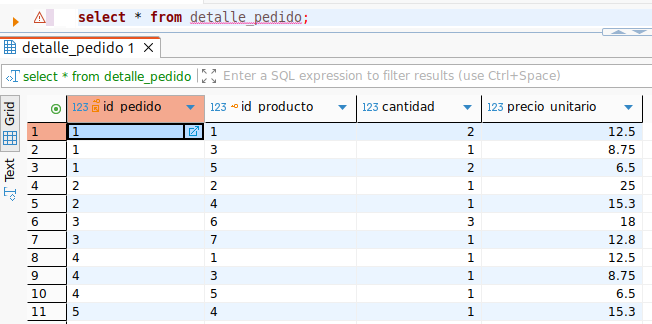 select * from detalle_pedido;
detalle_pedido 1
select * from detalle_pedido Enter a SQL expression to filter results (use Ctrl+Space)
Grid
Text
123 id_pedido 123 id_producto 123 cantidad 123 precio_unitario
1 1 1 2 12.5
2 1 3 1 8.75
3 1 5 2 6.5
4 2 2 1 25
5 2 4 1 15.3
6 3 6 3 18
7 3 7 1 12.8
8 4 1 1 12.5
9 4 3 1 8.75
10 4 5 1 6.5
11 5 4 1 15.3